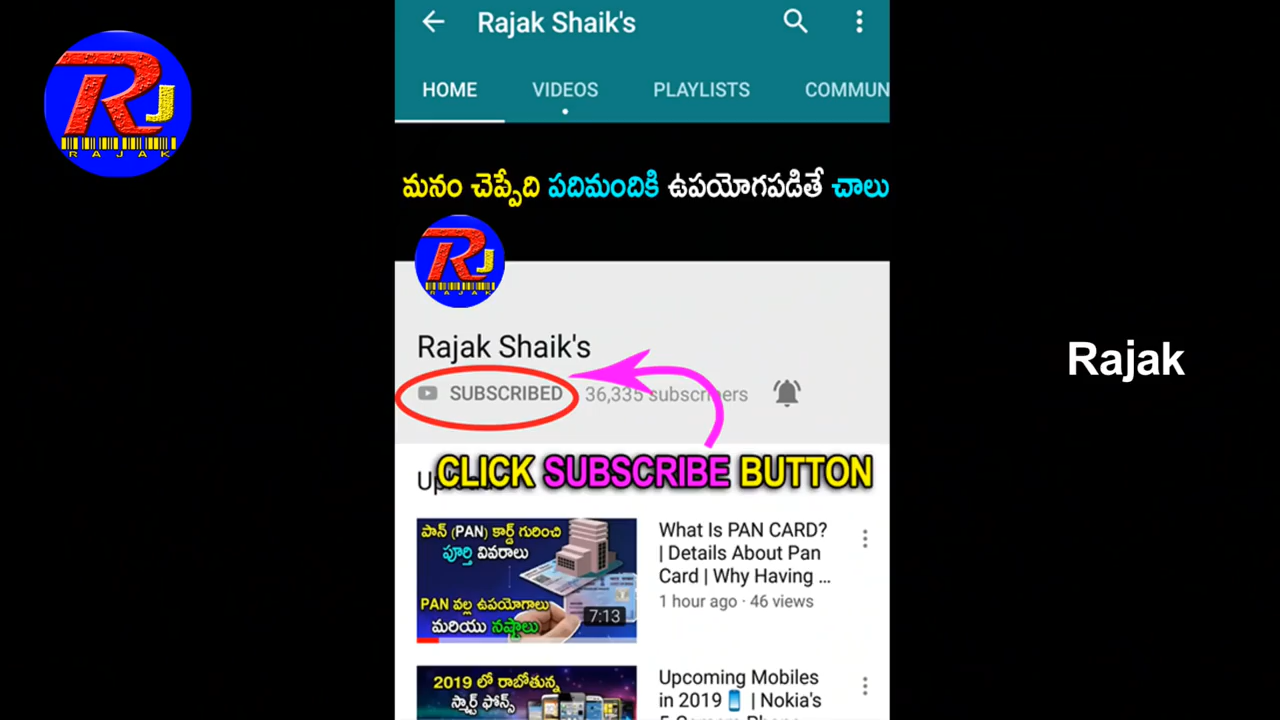 Rajak Shaik's
HOME VIDEOS PLAYLISTS COMMUN
RJ
RAJAK
మనం చెప్పేది పదిమందికి ఉపయోగపడితే చాలు
RJ
RAJAK
Rajak Shaik's
Rajak
SUBSCRIBED 36,335 subscribers
CLICK SUBSCRIBE BUTTON
పాన్ (PAN) కార్డ్ గురించి
పూర్తి వివరాలు
PAN వల్ల ఉపయోగాలు
మరియు నష్టాలు
7:13
What Is PAN CARD?
| Details About Pan
Card | Why Having ...
1 hour ago · 46 views
2019 లో రాబోతున్న
స్మార్ట్ ఫోన్స్
Upcoming Mobiles
in 2019 | Nokia's